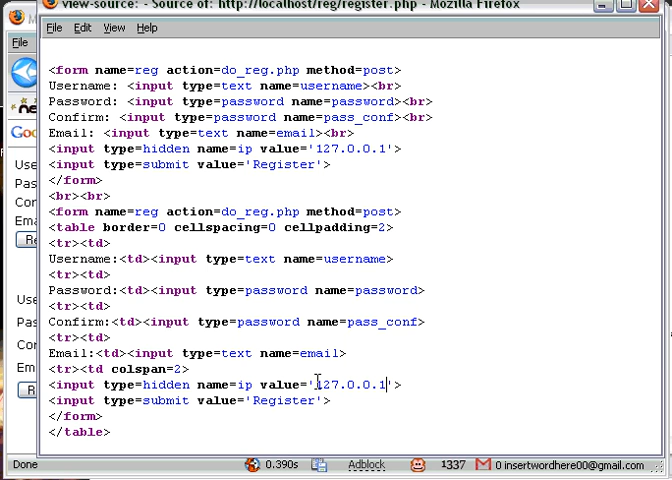 view-source: - Source of: http://localhost/reg/register.php - Mozilla Firefox
File Edit View Help
File
<form name=reg action=do_reg.php method=post>
Username: <input type=text name=username><br>
Password: <input type=password name=password><br>
Confirm: <input type=password name=pass_conf><br>
Email: <input type=text name=email><br>
<input type=hidden name=ip value='127.0.0.1'>
<input type=submit value='Register'>
</form>
<br><br>
<form name=reg action=do_reg.php method=post>
<table border=0 cellspacing=0 cellpadding=2>
<tr><td>
Username:<td><input type=text name=username>
<tr><td>
Password:<td><input type=password name=password>
<tr><td>
Confirm:<td><input type=password name=pass_conf>
<tr><td>
Email:<td><input type=text name=email>
<tr><td colspan=2>
<input type=hidden name=ip value='127.0.0.1'>
<input type=submit value='Register'>
</form>
</table>
Done 0.390s Adblock 1337 0 insertwordhere00@gmail.com